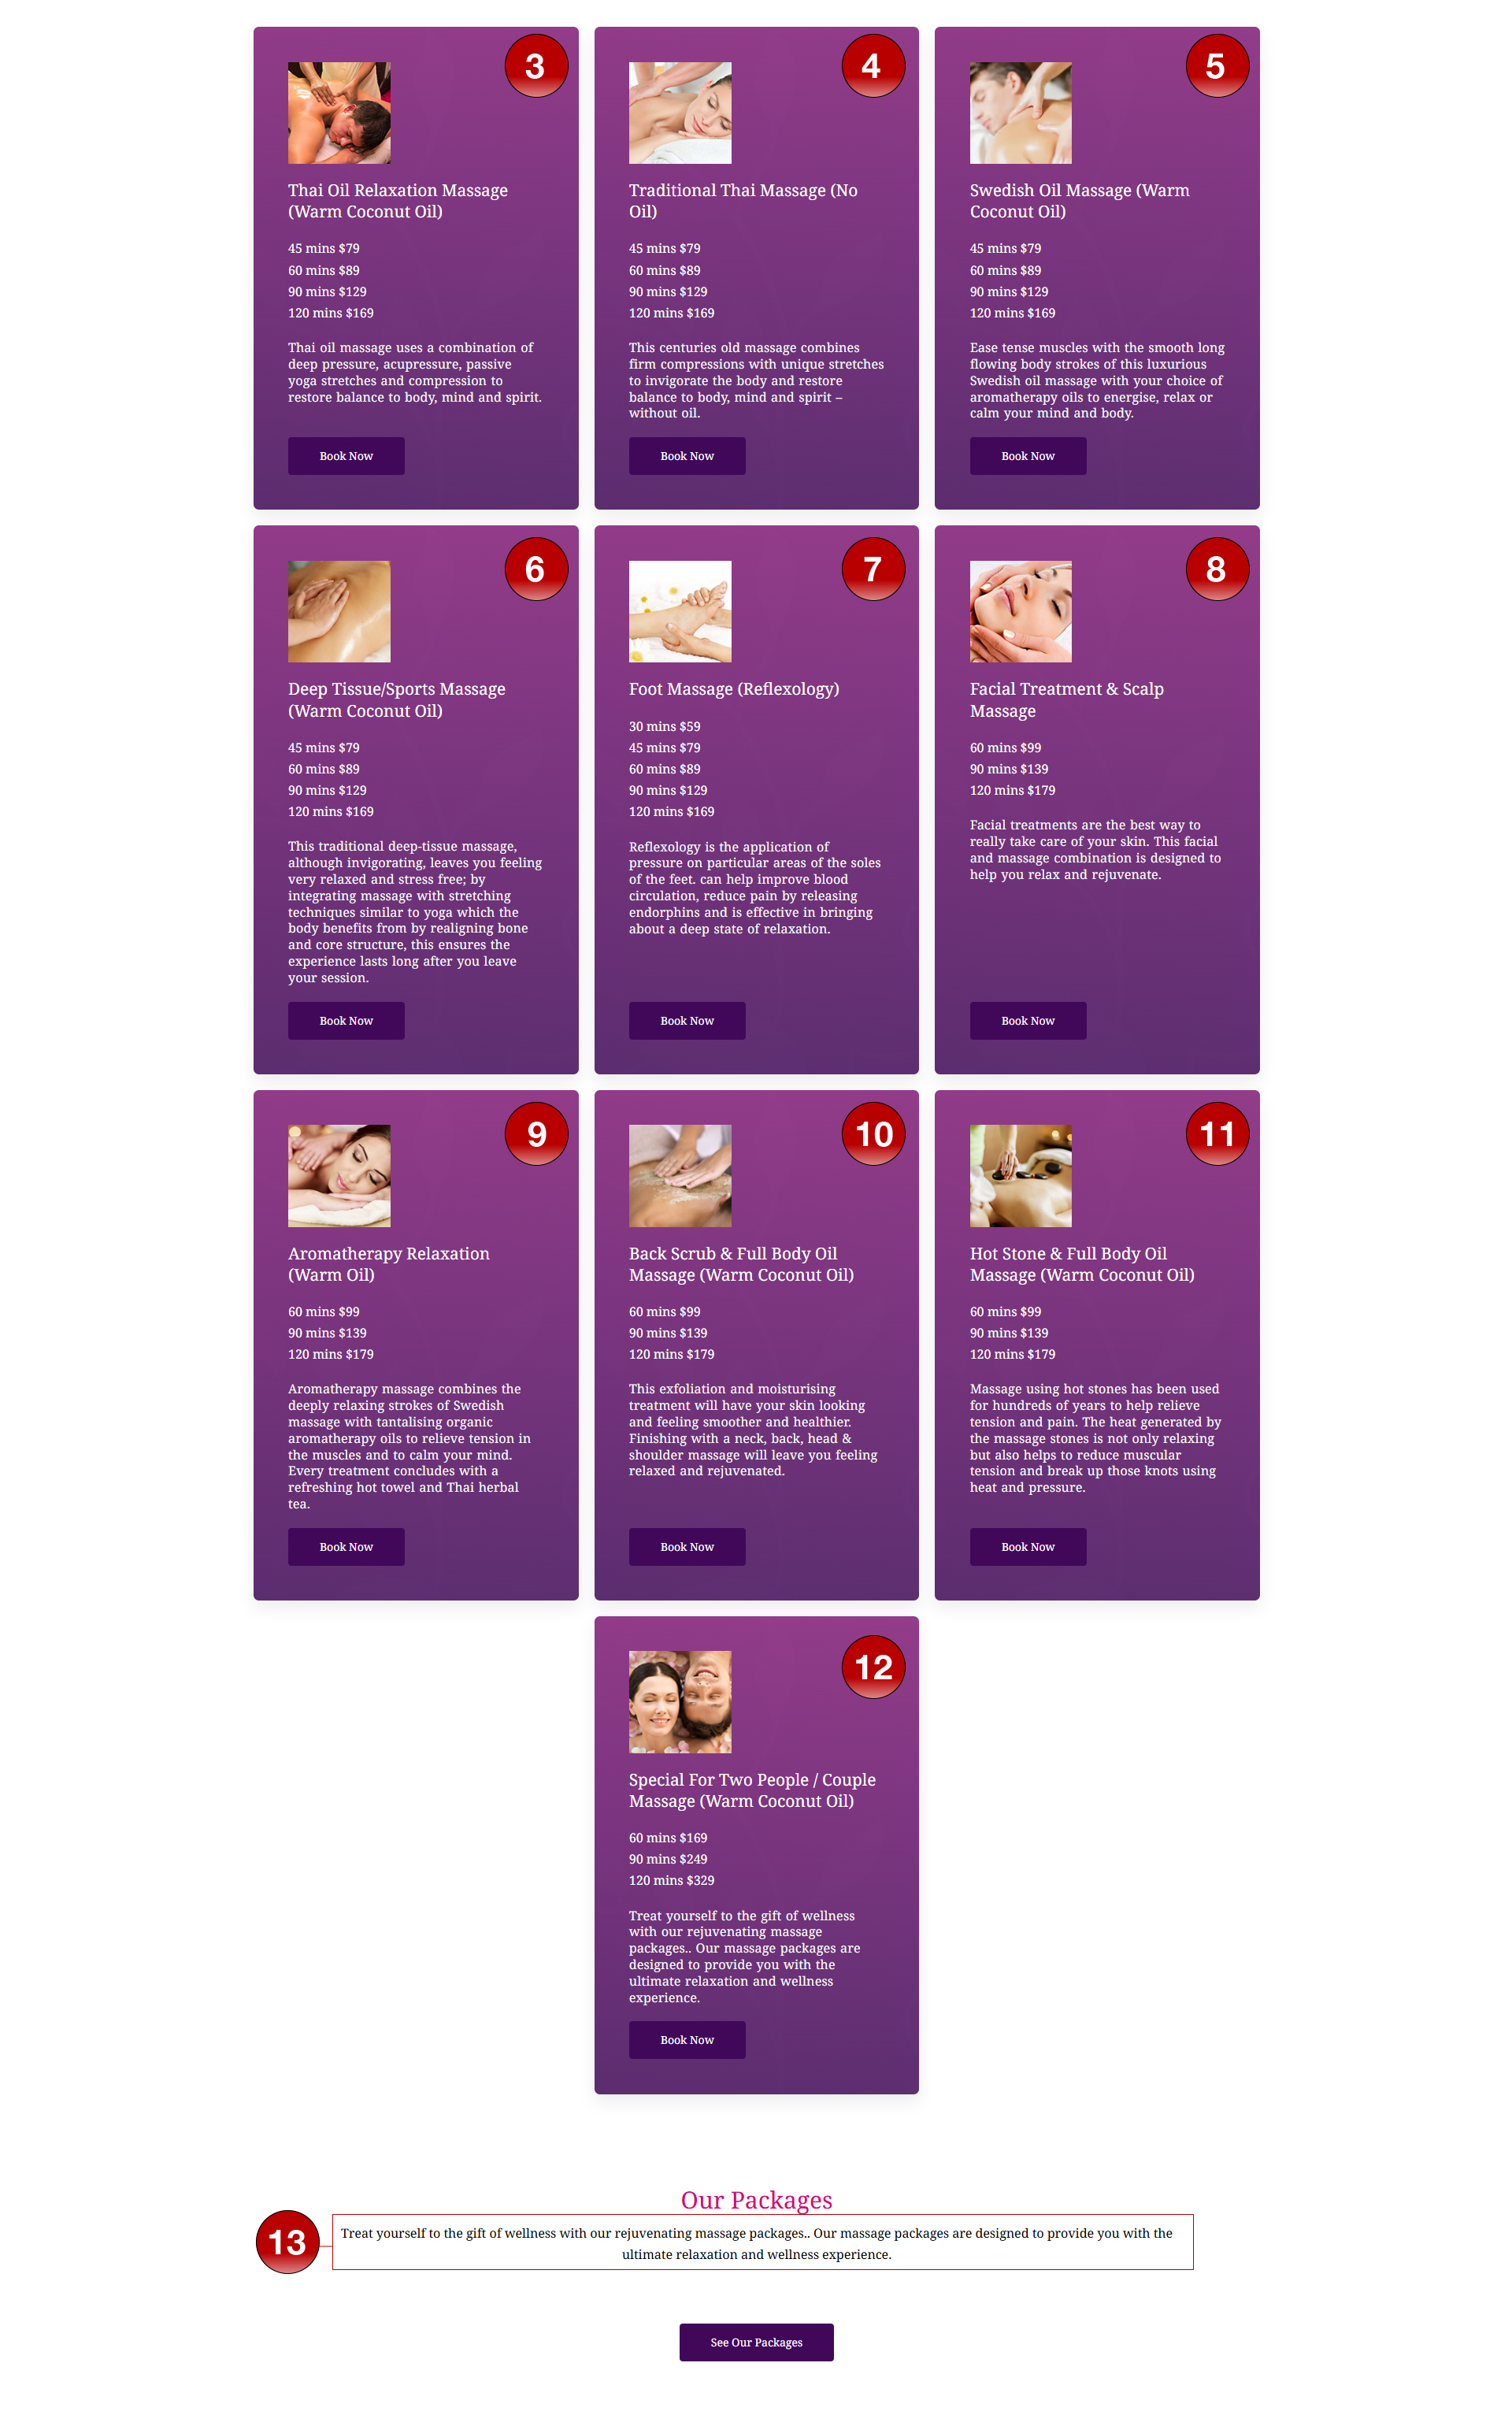 3
Thai Oil Relaxation Massage
(Warm Coconut Oil)
45 mins $79
60 mins $89
90 mins $129
120 mins $169
Thai oil massage uses a combination of
deep pressure, acupressure, passive
yoga stretches and compression to
restore balance to body, mind and spirit.
Book Now
4
Traditional Thai Massage (No
Oil)
45 mins $79
60 mins $89
90 mins $129
120 mins $169
This centuries old massage combines
firm compressions with unique stretches
to invigorate the body and restore
balance to body, mind and spirit –
without oil.
Book Now
5
Swedish Oil Massage (Warm
Coconut Oil)
45 mins $79
60 mins $89
90 mins $129
120 mins $169
Ease tense muscles with the smooth long
flowing body strokes of this luxurious
Swedish oil massage with your choice of
aromatherapy oils to energise, relax or
calm your mind and body.
Book Now
6
Deep Tissue/Sports Massage
(Warm Coconut Oil)
45 mins $79
60 mins $89
90 mins $129
120 mins $169
This traditional deep-tissue massage,
although invigorating, leaves you feeling
very relaxed and stress free; by
integrating massage with stretching
techniques similar to yoga which the
body benefits from by realigning bone
and core structure, this ensures the
experience lasts long after you leave
your session.
Book Now
7
Foot Massage (Reflexology)
30 mins $59
45 mins $79
60 mins $89
90 mins $129
120 mins $169
Reflexology is the application of
pressure on particular areas of the soles
of the feet. can help improve blood
circulation, reduce pain by releasing
endorphins and is effective in bringing
about a deep state of relaxation.
Book Now
8
Facial Treatment & Scalp
Massage
60 mins $99
90 mins $139
120 mins $179
Facial treatments are the best way to
really take care of your skin. This facial
and massage combination is designed to
help you relax and rejuvenate.
Book Now
9
Aromatherapy Relaxation
(Warm Oil)
60 mins $99
90 mins $139
120 mins $179
Aromatherapy massage combines the
deeply relaxing strokes of Swedish
massage with tantalising organic
aromatherapy oils to relieve tension in
the muscles and to calm your mind.
Every treatment concludes with a
refreshing hot towel and Thai herbal
tea.
Book Now
10
Back Scrub & Full Body Oil
Massage (Warm Coconut Oil)
60 mins $99
90 mins $139
120 mins $179
This exfoliation and moisturising
treatment will have your skin looking
and feeling smoother and healthier.
Finishing with a neck, back, head &
shoulder massage will leave you feeling
relaxed and rejuvenated.
Book Now
11
Hot Stone & Full Body Oil
Massage (Warm Coconut Oil)
60 mins $99
90 mins $139
120 mins $179
Massage using hot stones has been used
for hundreds of years to help relieve
tension and pain. The heat generated by
the massage stones is not only relaxing
but also helps to reduce muscular
tension and break up those knots using
heat and pressure.
Book Now
12
Special For Two People / Couple
Massage (Warm Coconut Oil)
60 mins $169
90 mins $249
120 mins $329
Treat yourself to the gift of wellness
with our rejuvenating massage
packages.. Our massage packages are
designed to provide you with the
ultimate relaxation and wellness
experience.
Book Now
Our Packages
13
Treat yourself to the gift of wellness with our rejuvenating massage packages.. Our massage packages are designed to provide you with the
ultimate relaxation and wellness experience.
See Our Packages